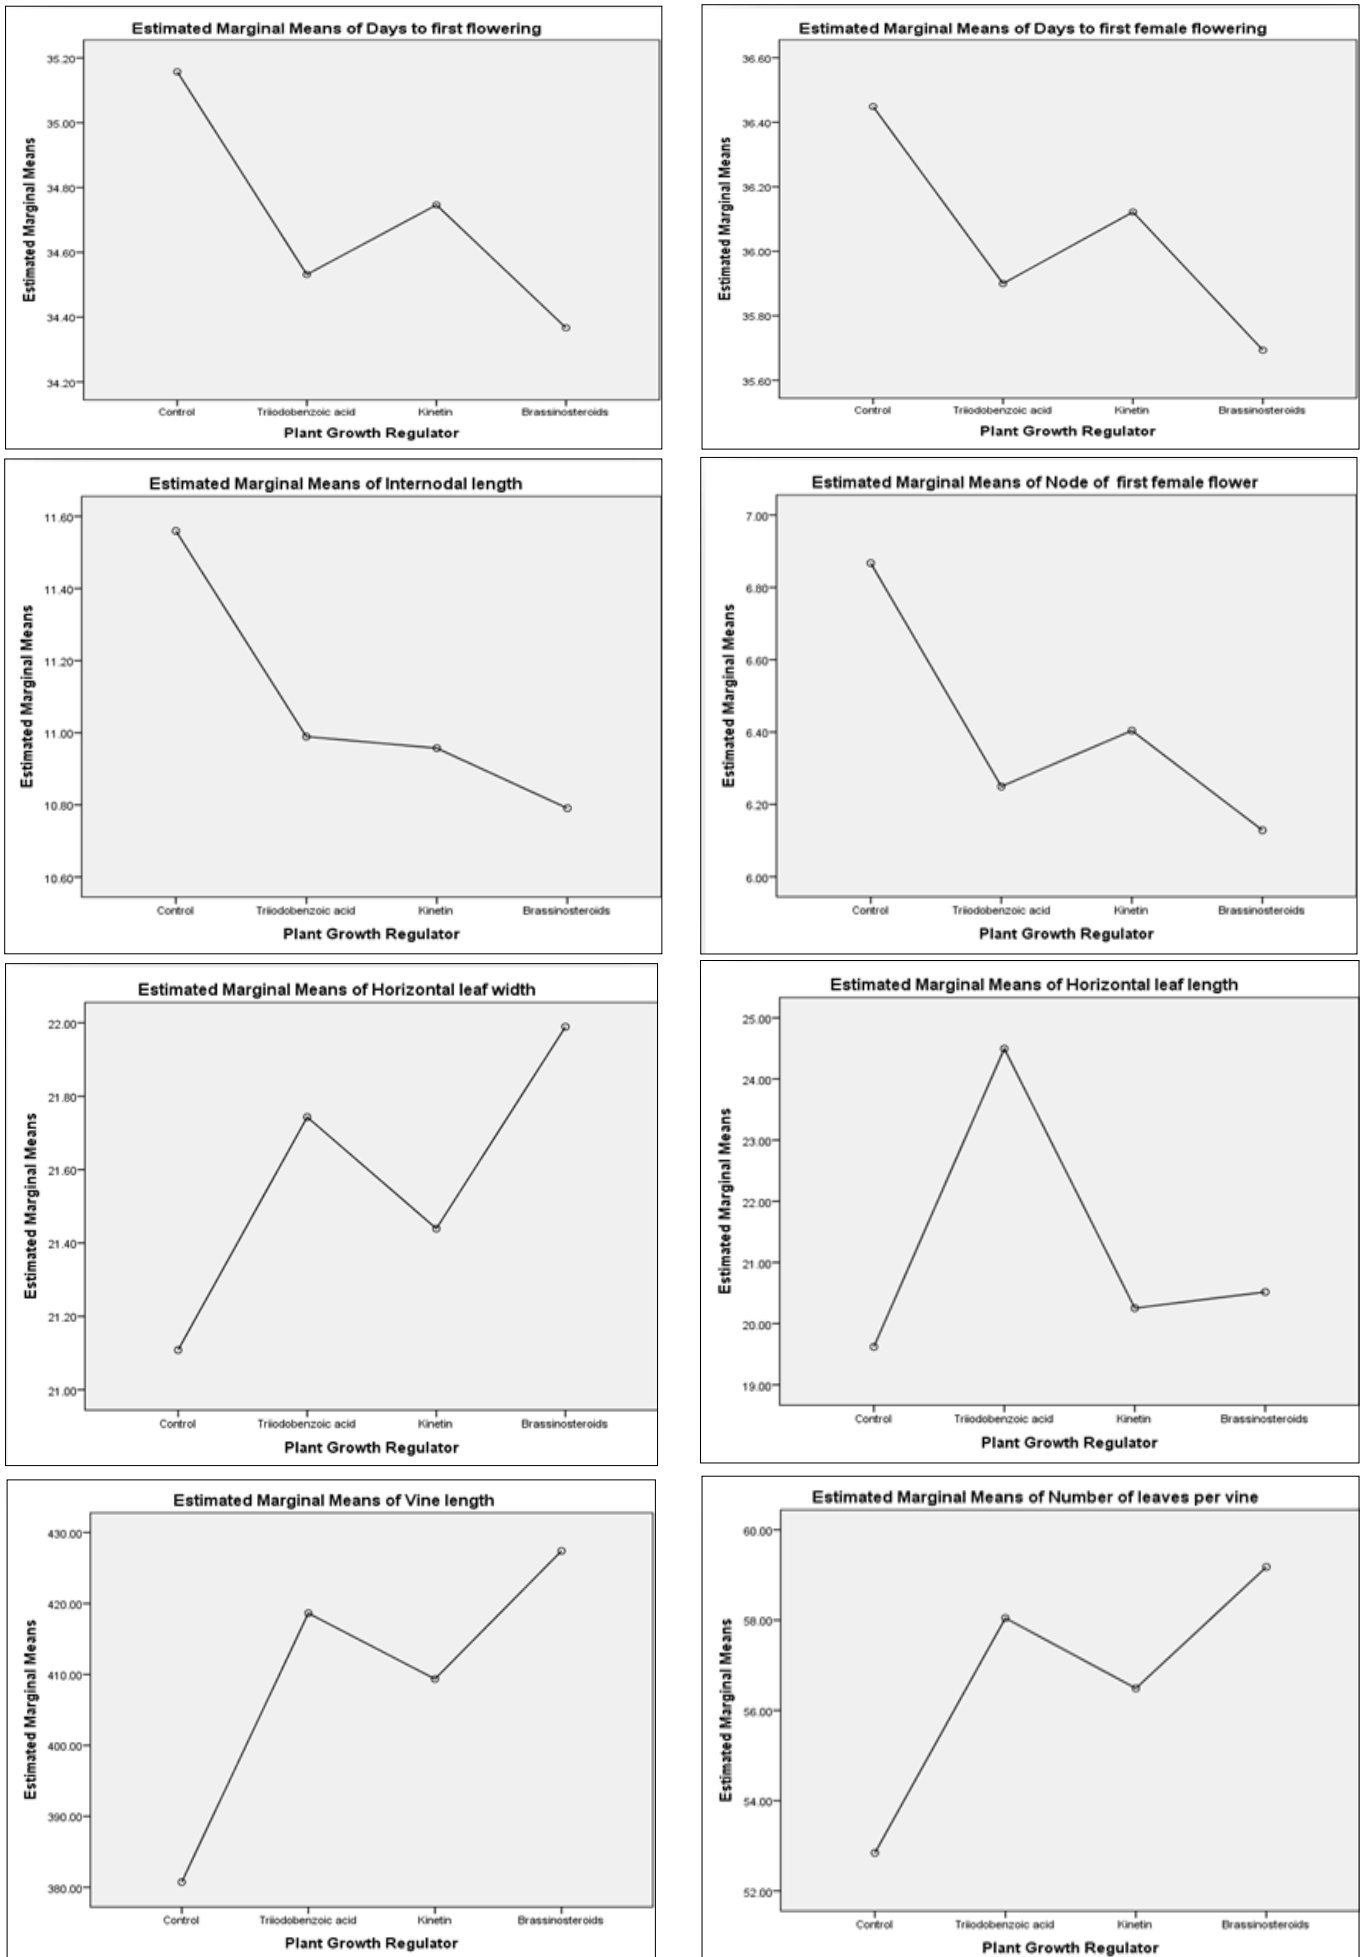 Estimated Marginal Means of Days to first flowering
Estimated Marginal Means
35.20
35.00
34.80
34.60
34.40
34.20
Control Triiodobenzoic acid Kinetin Brassinosteroids
Plant Growth Regulator
Estimated Marginal Means of Days to first female flowering
Estimated Marginal Means
36.60
36.40
36.20
36.00
35.80
35.60
Control Triiodobenzoic acid Kinetin Brassinosteroids
Plant Growth Regulator
Estimated Marginal Means of Internodal length
Estimated Marginal Means
11.60
11.40
11.20
11.00
10.80
10.60
Control Triiodobenzoic acid Kinetin Brassinosteroids
Plant Growth Regulator
Estimated Marginal Means of Node of first female flower
Estimated Marginal Means
7.00
6.80
6.60
6.40
6.20
6.00
Control Triiodobenzoic acid Kinetin Brassinosteroids
Plant Growth Regulator
Estimated Marginal Means of Horizontal leaf width
Estimated Marginal Means
22.00
21.80
21.60
21.40
21.20
21.00
Control Triiodobenzoic acid Kinetin Brassinosteroids
Plant Growth Regulator
Estimated Marginal Means of Horizontal leaf length
Estimated Marginal Means
25.00
24.00
23.00
22.00
21.00
20.00
19.00
Control Triiodobenzoic acid Kinetin Brassinosteroids
Plant Growth Regulator
Estimated Marginal Means of Vine length
Estimated Marginal Means
430.00
420.00
410.00
400.00
390.00
380.00
Control Triiodobenzoic acid Kinetin Brassinosteroids
Plant Growth Regulator
Estimated Marginal Means of Number of leaves per vine
Estimated Marginal Means
60.00
58.00
56.00
54.00
52.00
Control Triiodobenzoic acid Kinetin Brassinosteroids
Plant Growth Regulator